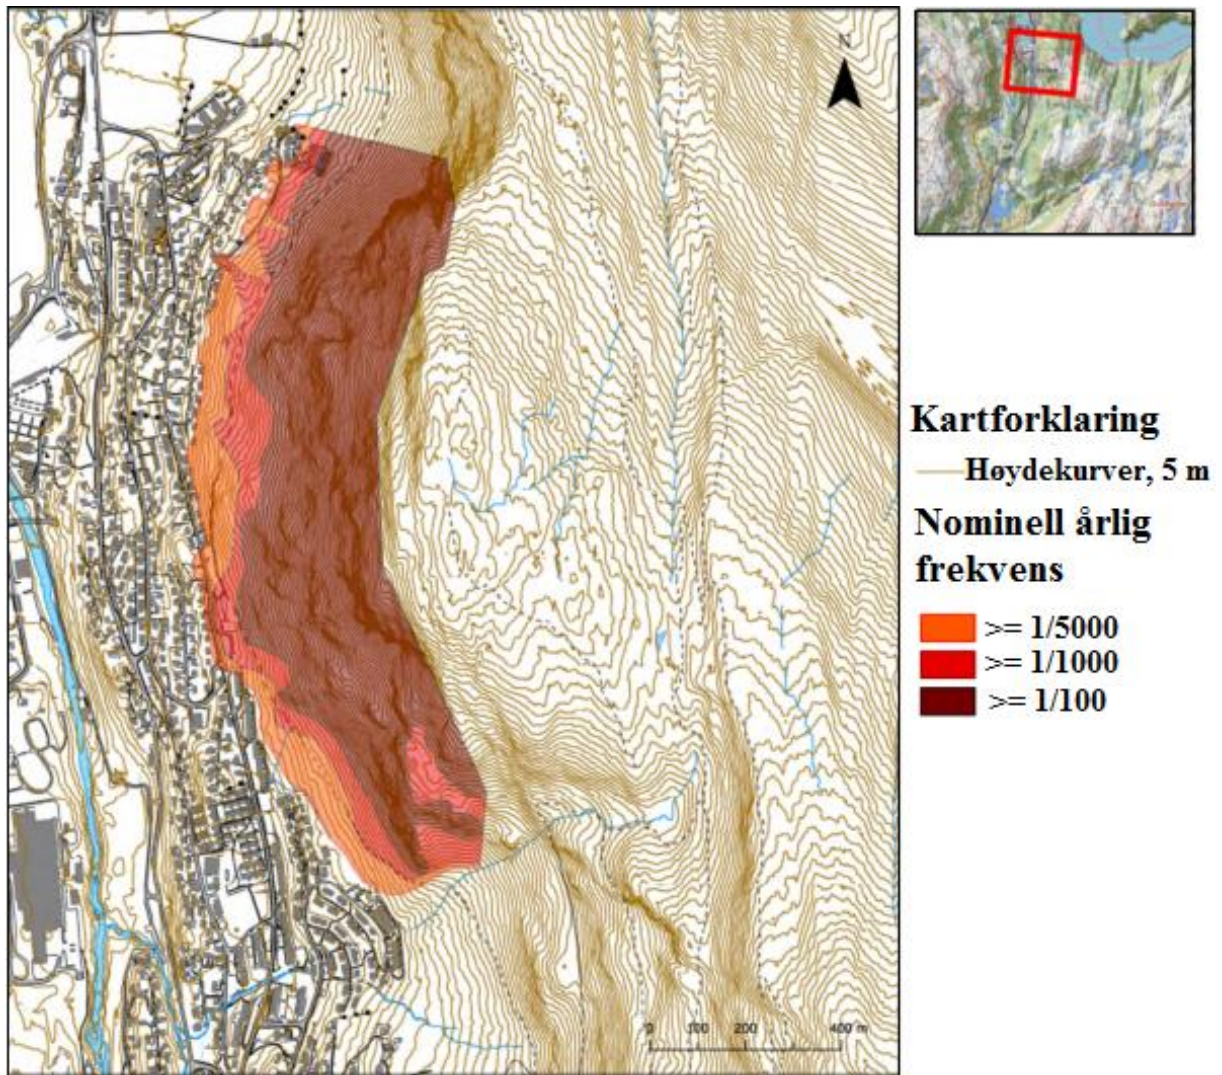 N
Kartforklaring
Høydekurver, 5 m
Nominell årlig
frekvens
>= 1/5000
>= 1/1000
>= 1/100
0 100 200 400 m